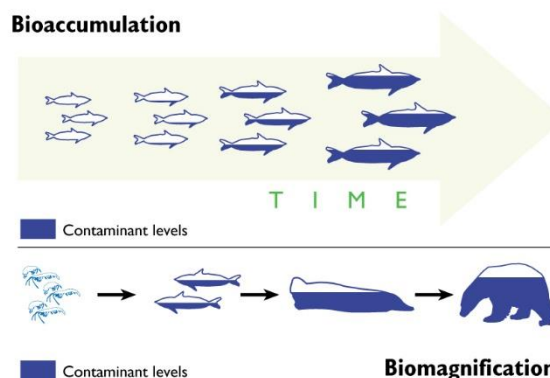 Bioaccumulation
T I M E
Contaminant levels
Contaminant levels
Biomagnification